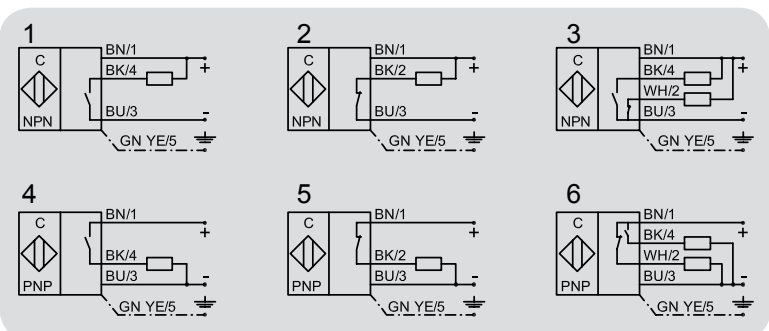 1
BN/1
C
BK/4
+
NPN
BU/3
-
GN YE/5
2
BN/1
C
BK/2
+
NPN
BU/3
-
GN YE/5
3
BN/1
C
BK/4
+
WH/2
NPN
BU/3
-
GN YE/5
4
BN/1
C
+
BK/4
PNP
BU/3
-
GN YE/5
5
BN/1
C
+
BK/2
PNP
BU/3
-
GN YE/5
6
BN/1
C
BK/4
+
WH/2
PNP
BU/3
-
GN YE/5